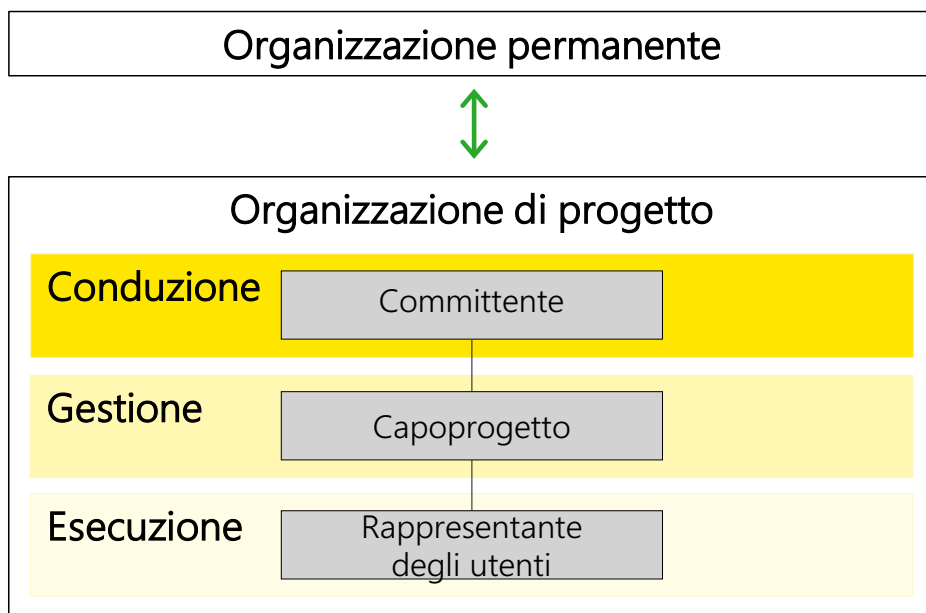 Organizzazione permanente
Organizzazione di progetto
Conduzione
Committente
Gestione
Capoprogetto
Esecuzione
Rappresentante
degli utenti